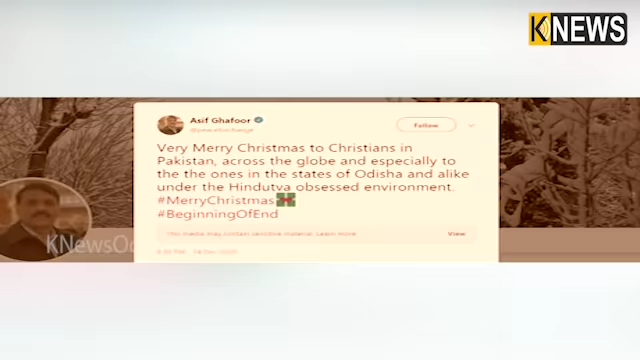 KNEWS
Asif Ghafoor
@peaceforchange
Follow
Very Merry Christmas to Christians in
Pakistan, across the globe and especially to
the the ones in the states of Odisha and alike
under the Hindutva obsessed environment.
#MerryChristmas
#BeginningOfEnd
This media may contain sensitive material. Learn more
View
KNewsOd